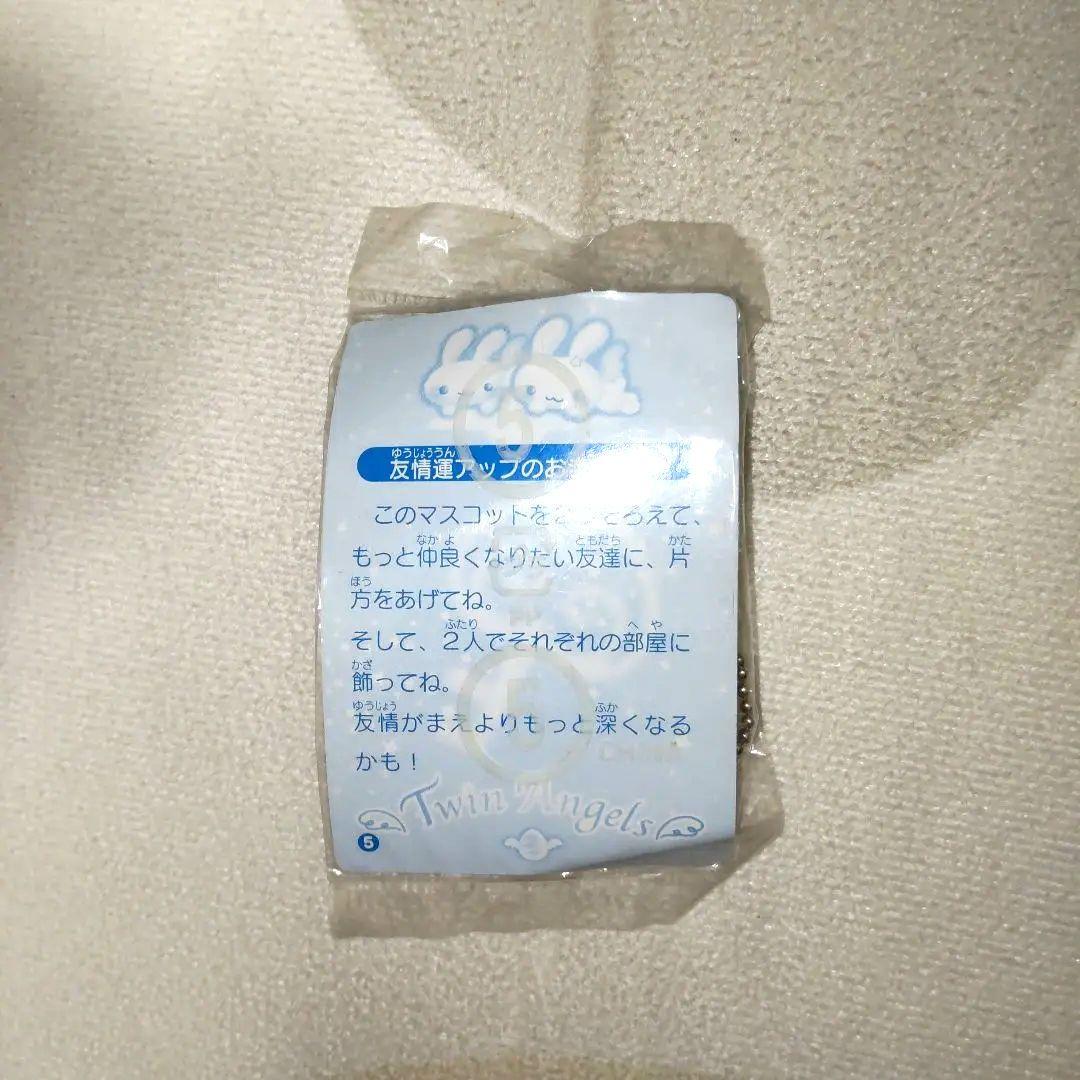 友情運アップのお
ゆうじょううん
このマスコットを
そろえて、
もっと仲良くなりたい友達に、片
なかよ ともだち かた
方をあげてね。
ほう
そして、2人でそれぞれの部屋に
ふたり へや
飾ってね。
かざ
友情がまえよりもっと深くなる
ゆうじょう ふか
かも!
Twin Angels
5
5
5
CHINA